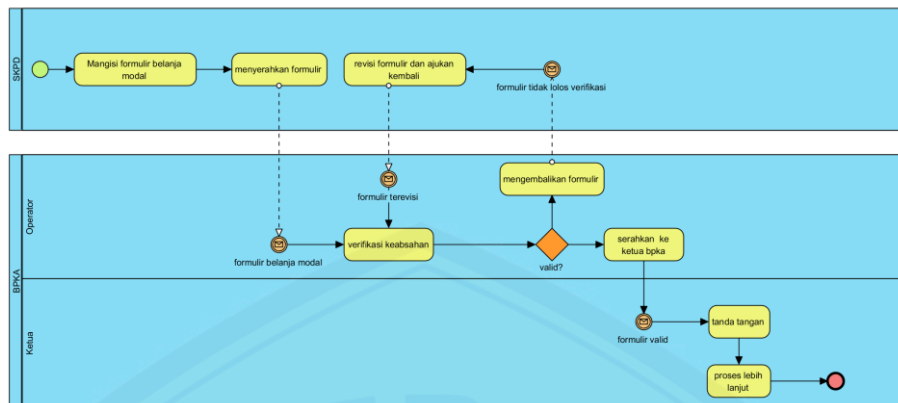 SKPD
Mangisi formulir belanja
modal
menyerahkan formulir
revisi formulir dan ajukan
kembali
formulir tidak lolos verifikasi
BPKA
Operator
mengembalikan formulir
formulir terevisi
verifikasi keabsahan
formulir belanja modal
valid?
serahkan ke
ketua bpka
Ketua
formulir valid
tanda tangan
proses lebih
lanjut